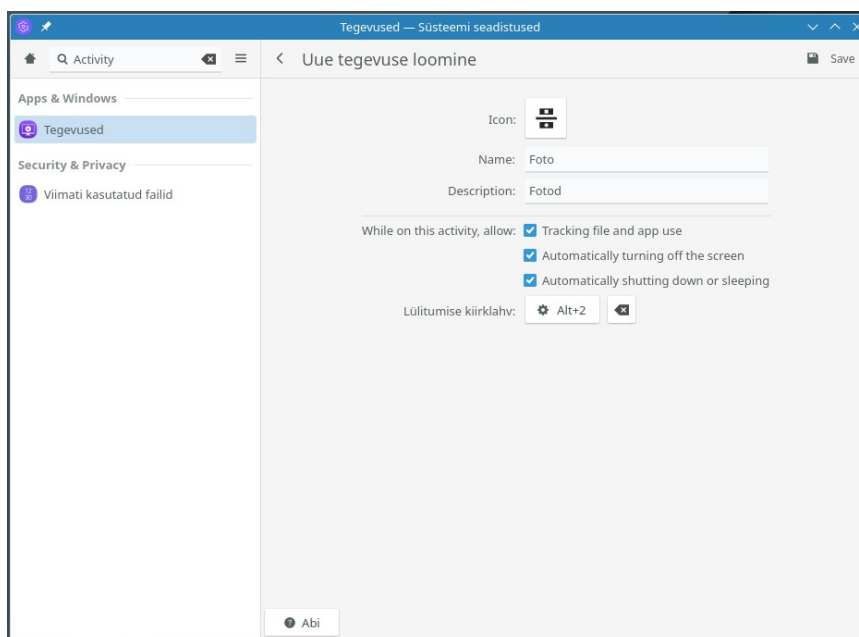 Tegevused — Süsteemi seadistused
Activity
Uue tegevuse loomine
Save
Apps & Windows
Tegevused
Security & Privacy
Viimati kasutatud failid
Icon:
Name: Foto
Description: Fotod
While on this activity, allow: Tracking file and app use
Automatically turning off the screen
Automatically shutting down or sleeping
Lülitumise kiirklahv: Alt+2
Abi